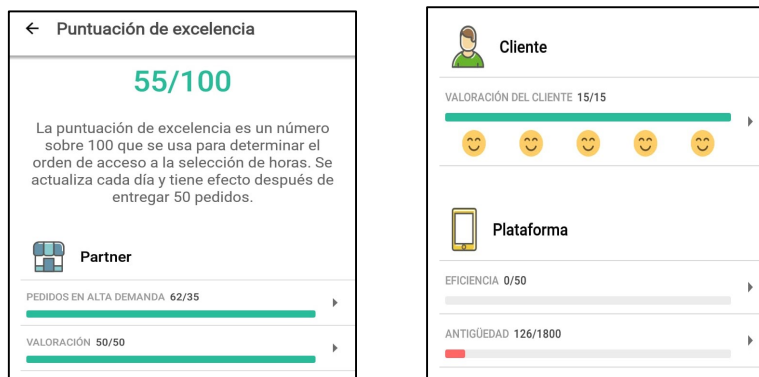 Puntuación de excelencia
55/100
La puntuación de excelencia es un número
sobre 100 que se usa para determinar el
orden de acceso a la selección de horas. Se
actualiza cada día y tiene efecto después de
entregar 50 pedidos.
Partner
PEDIDOS EN ALTA DEMANDA 62/35
VALORACIÓN 50/50
Cliente
VALORACIÓN DEL CLIENTE 15/15
Plataforma
EFICIENCIA 0/50
ANTIGÜEDAD 126/1800